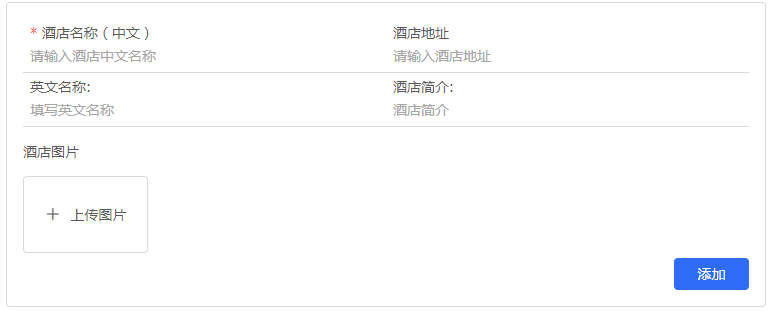 * 酒店名称（中文） 酒店地址
请输入酒店中文名称 请输入酒店地址
英文名称: 酒店简介:
填写英文名称 酒店简介
酒店图片
+ 上传图片
添加